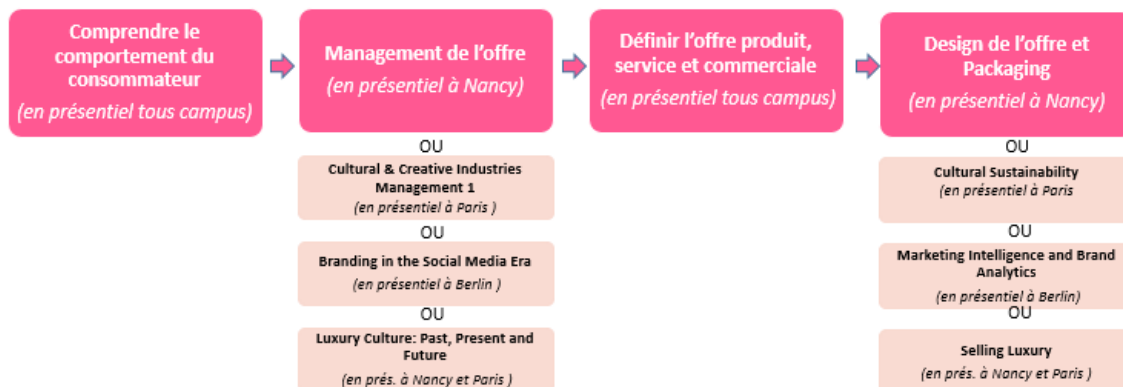 Comprendre le
comportement du
consommateur
(en présentiel tous campus)
Management de l'offre
(en présentiel à Nancy)
OU
Cultural & Creative Industries
Management 1
(en présentiel à Paris )
OU
Branding in the Social Media Era
(en présentiel à Berlin )
OU
Luxury Culture: Past, Present and
Future
(en prés. à Nancy et Paris )
Définir l'offre produit,
service et commerciale
(en présentiel tous campus)
Design de l'offre et
Packaging
(en présentiel à Nancy)
OU
Cultural Sustainability
(en présentiel à Paris
OU
Marketing Intelligence and Brand
Analytics
(en présentiel à Berlin)
OU
Selling Luxury
(en prés. à Nancy et Paris )